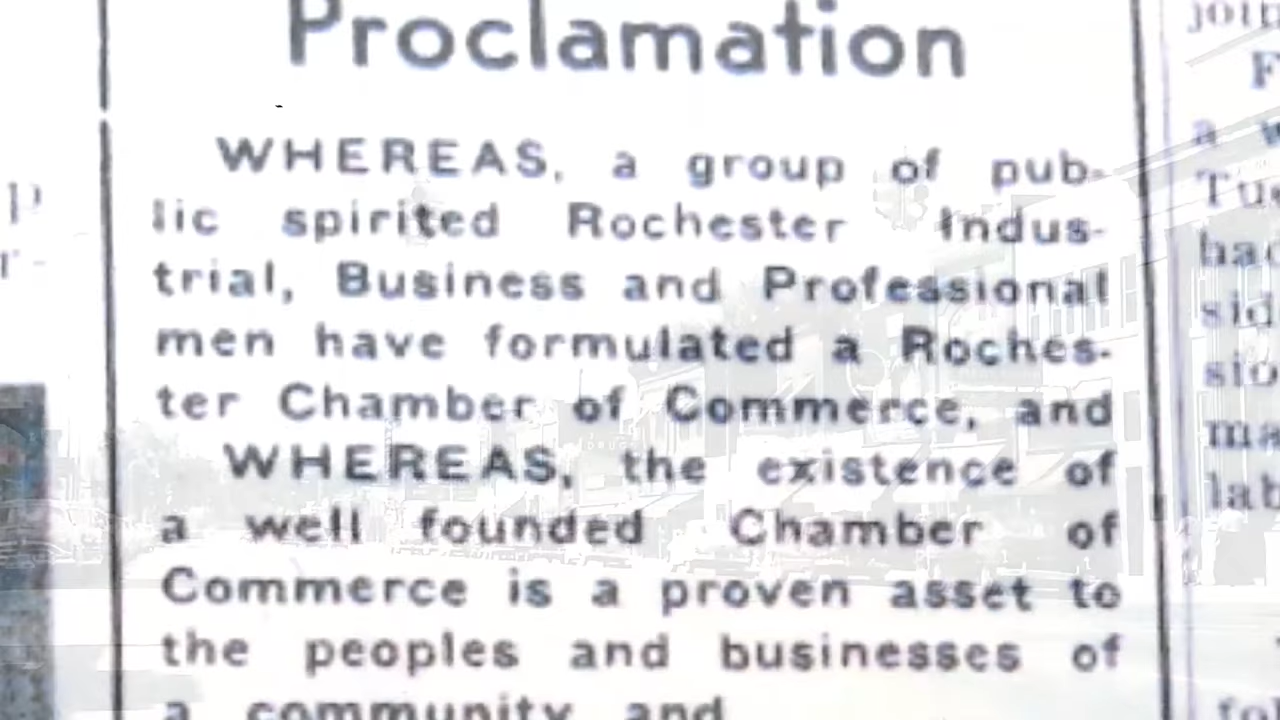 Proclamation
WHEREAS, a group of pub-
lic spirited Rochester Indus-
trial, Business and Professional
men have formulated a Roches-
ter Chamber of Commerce, and
WHEREAS, the existence of
a well founded Chamber of
Commerce is a proven asset to
the peoples and businesses of
a community and